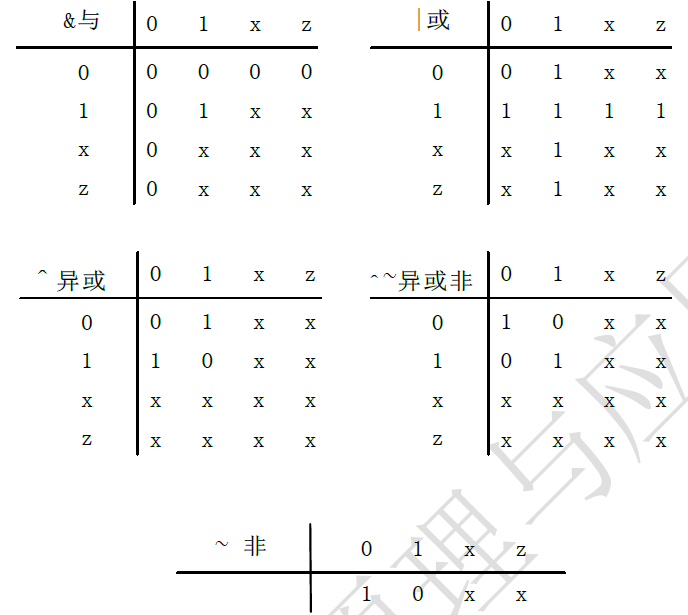 &与 0 1 x z
0 0 0 0 0
1 0 1 x x
x 0 x x x
z 0 x x x
|或 0 1 x z
0 0 1 x x
1 1 1 1 1
x x 1 x x
z x 1 x x
^异或 0 1 x z
0 0 1 x x
1 1 0 x x
x x x x x
z x x x x
^~异或非 0 1 x z
0 1 0 x x
1 0 1 x x
x x x x x
z x x x x
~ 非 0 1 x z
1 0 x x
理与应